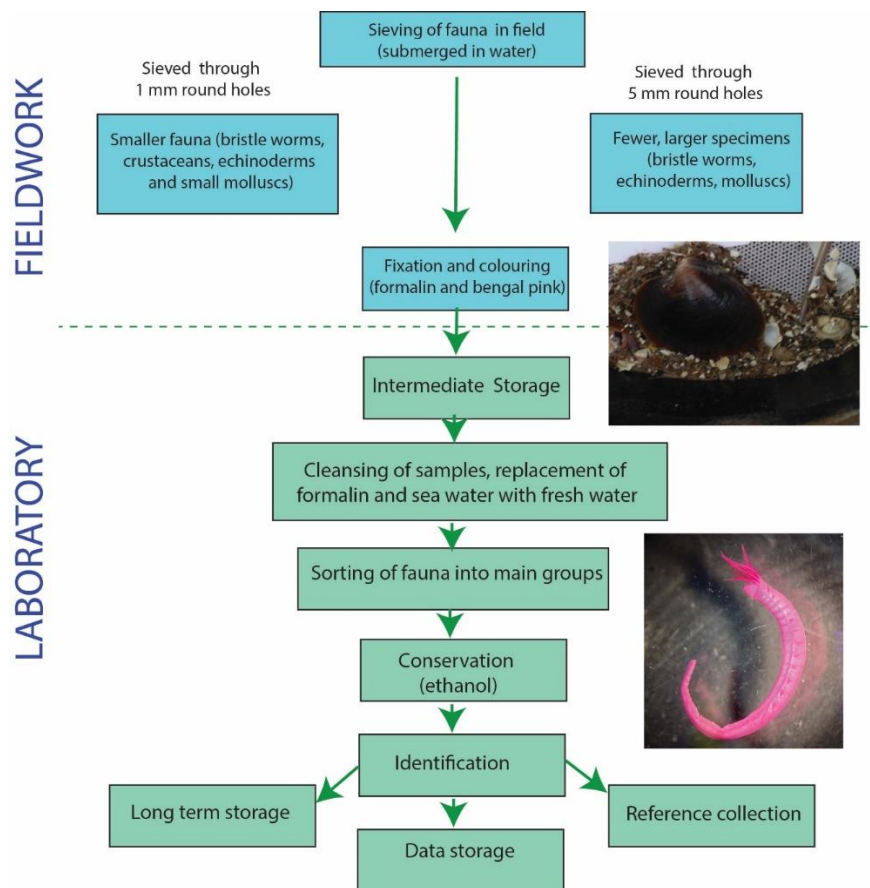 FIELDWORK
Sieving of fauna in field
(submerged in water)
Sieved through
1 mm round holes
Smaller fauna (bristle worms,
crustaceans, echinoderms
and small molluscs)
Sieved through
5 mm round holes
Fewer, larger specimens
(bristle worms,
echinoderms, molluscs)
Fixation and colouring
(formalin and bengal pink)
LABORATORY
Intermediate Storage
Cleansing of samples, replacement of
formalin and sea water with fresh water
Sorting of fauna into main groups
Conservation
(ethanol)
Identification
Long term storage
Data storage
Reference collection